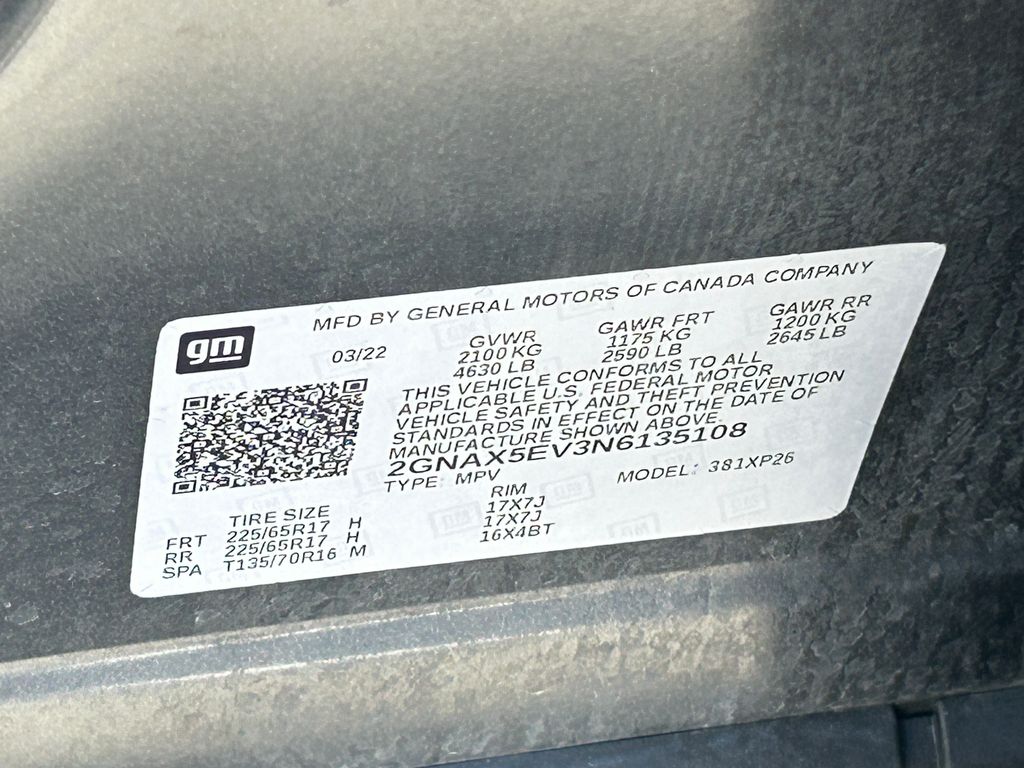 gm
MFD BY GENERAL MOTORS OF CANADA COMPANY
03/22
GVWR GAWR FRT GAWR RR
2100 KG 1175 KG 1200 KG
4630 LB 2590 LB 2645 LB
THIS VEHICLE CONFORMS TO ALL
APPLICABLE U.S. FEDERAL MOTOR
VEHICLE SAFETY AND THEFT PREVENTION
STANDARDS IN EFFECT ON THE DATE OF
MANUFACTURE SHOWN ABOVE
2GNAX5EV3N6135108
TYPE: MPV MODEL: 381XP26
TIRE SIZE RIM
FRT 225/65R17 H 17X7J
RR 225/65R17 H 17X7J
SPA T135/70R16 M 16X4BT